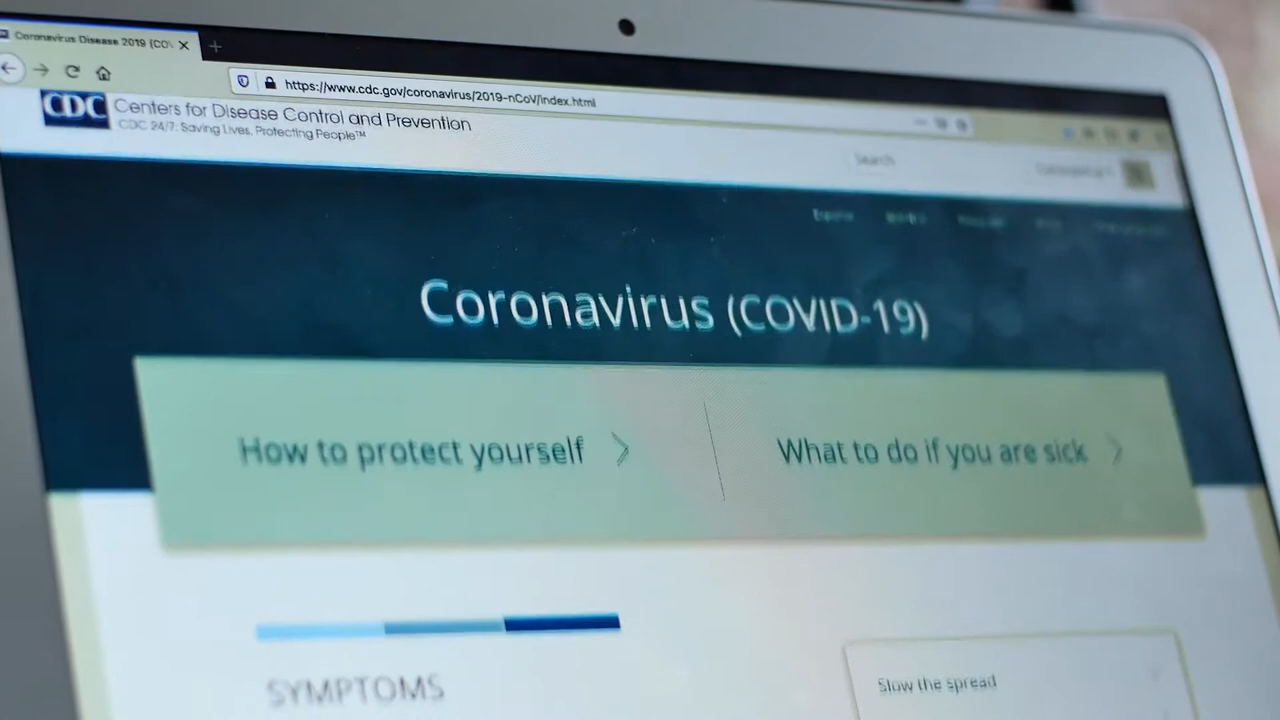 Coronavirus Disease 2019 (CO
https://www.cdc.gov/coronavirus/2019-nCoV/index.html
CDC Centers for Disease Control and Prevention
CDC 24/7: Saving Lives, Protecting People™
Search
Español
Coronavirus (COVID-19)
How to protect yourself
What to do if you are sick
SYMPTOMS
Slow the spread